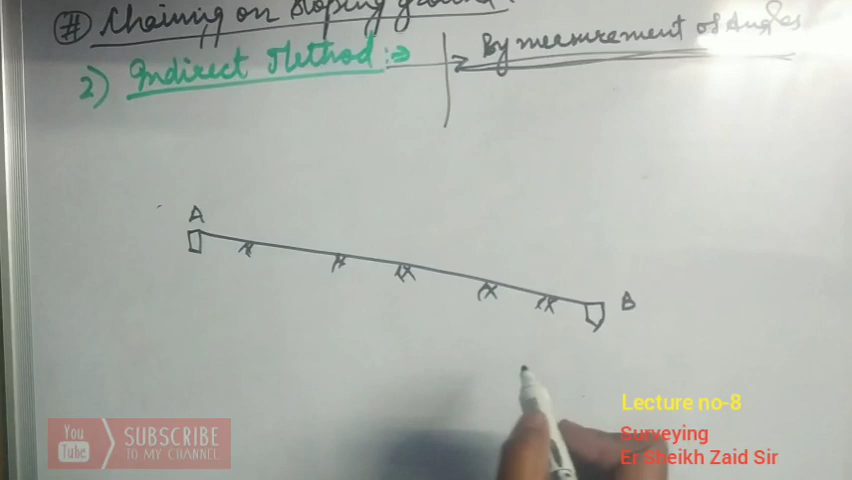 # Chaining on sloping ground :
2) Indirect Method :→
→ By measurement of Angles
A
B
Lecture no-8
Surveying
Er Sheikh Zaid Sir
You Tube
SUBSCRIBE
TO MY CHANNEL